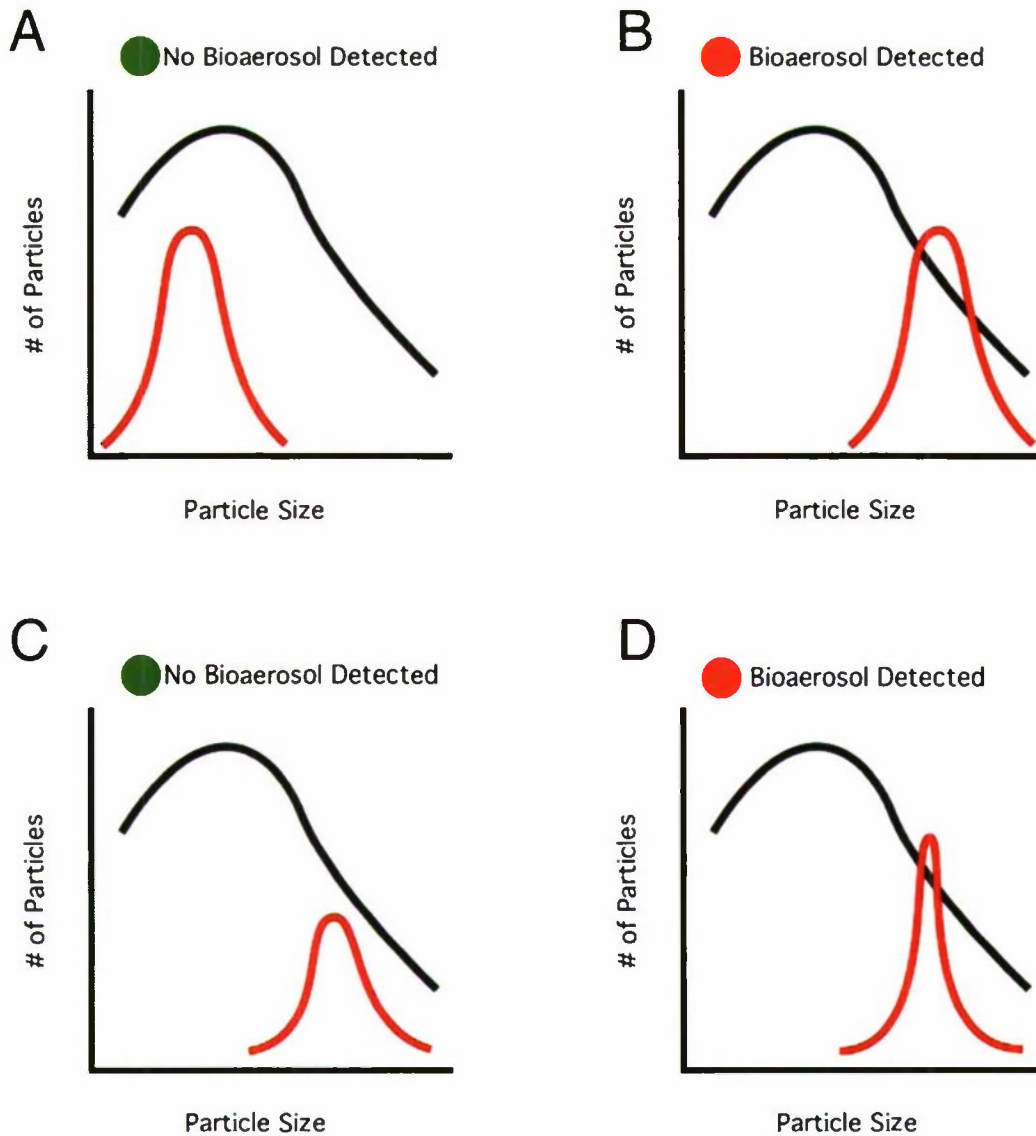 A
No Bioaerosol Detected
# of Particles
Particle Size
B
Bioaerosol Detected
# of Particles
Particle Size
C
No Bioaerosol Detected
# of Particles
Particle Size
D
Bioaerosol Detected
# of Particles
Particle Size